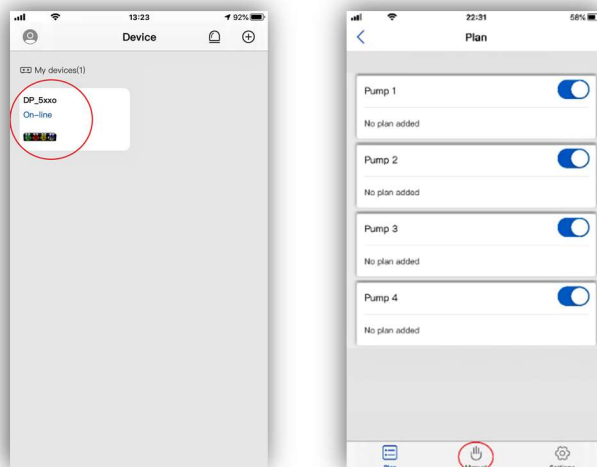 13:23
92%
Device
My devices(1)
DP_5xxo
On-line
22:31
58%
Plan
Pump 1
No plan added
Pump 2
No plan added
Pump 3
No plan added
Pump 4
No plan added
Plan
Manual
Settings